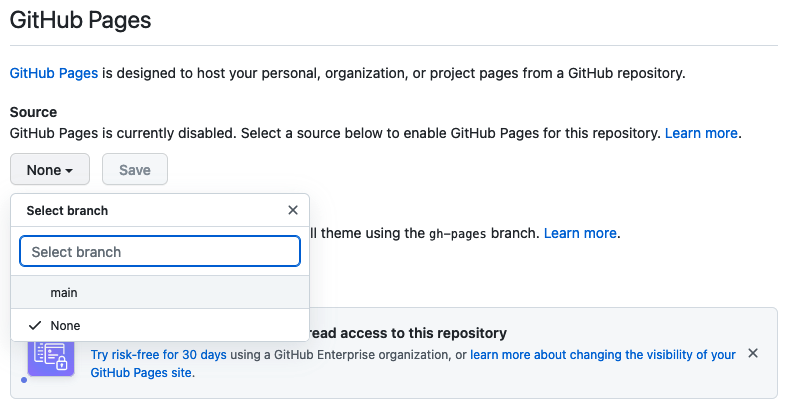 GitHub Pages
GitHub Pages is designed to host your personal, organization, or project pages from a GitHub repository.
Source
GitHub Pages is currently disabled. Select a source below to enable GitHub Pages for this repository. Learn more.
None
Save
Select branch
ll theme using the gh-pages branch. Learn more.
Select branch
main
None
read access to this repository
Try risk-free for 30 days using a GitHub Enterprise organization, or learn more about changing the visibility of your
GitHub Pages site.